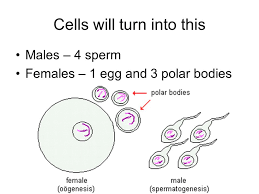 Cells will turn into this
• Males – 4 sperm
• Females – 1 egg and 3 polar bodies
polar bodies
female
(oögenesis)
male
(spermatogenesis)